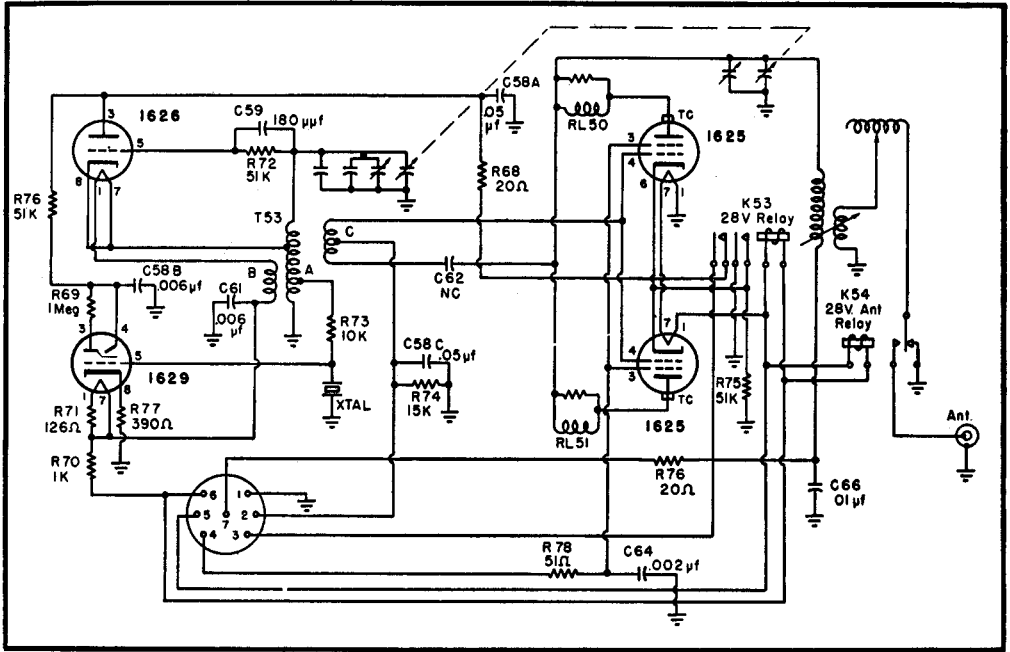 1626
3
5
8
1
7
C59
180 µµf
R72
51K
R76
51K
C58A
.05
µf
R68
20Ω
T53
A
B
C
C58 B
.006µf
R69
1Meg
3
4
5
8
1
7
1629
C61
.006
µf
R73
10K
XTAL
R71
126Ω
R77
390Ω
R70
1K
C58 C
.05µf
R74
15K
C62
NC
RL50
TC
1625
3
4
6
7
1
K53
28V Relay
K54
28V. Ant
Relay
7
1
4
3
TC
1625
RL51
R75
51K
Ant.
R76
20Ω
C66
.01µf
6
1
5
7
2
4
3
R78
51Ω
C64
.002µf